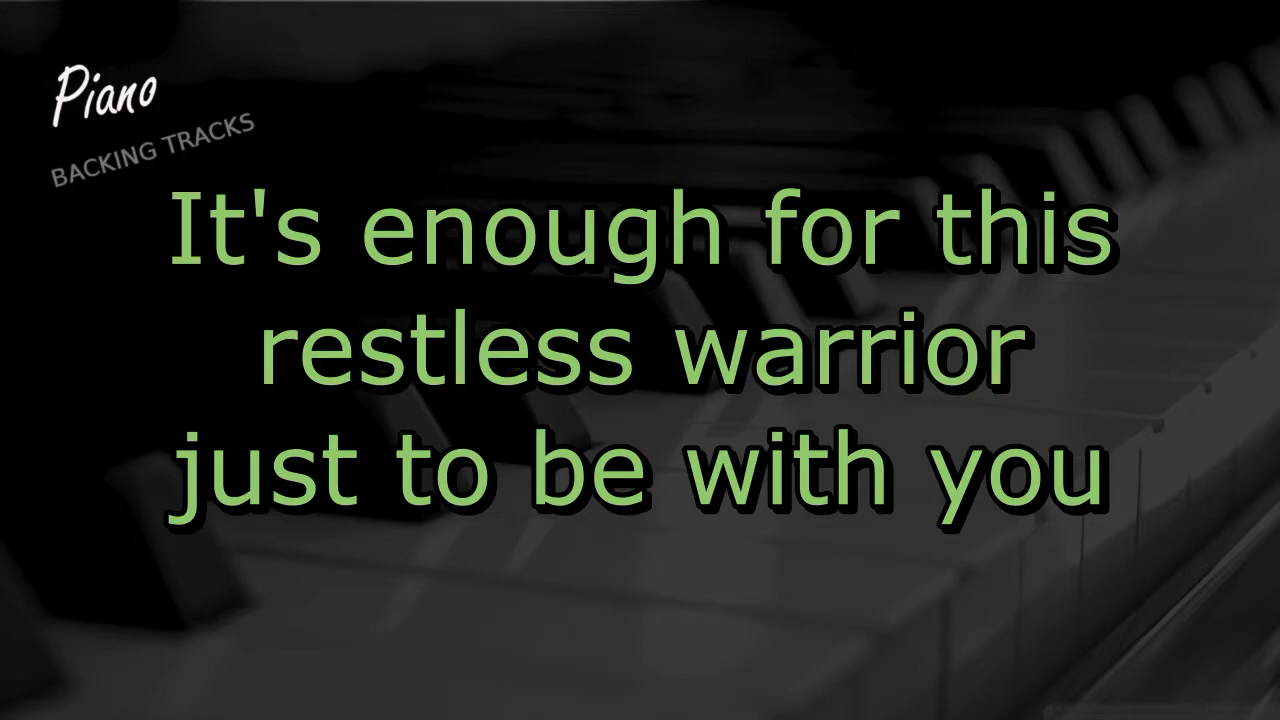 Piano
BACKING TRACKS
It's enough for this
restless warrior
just to be with you